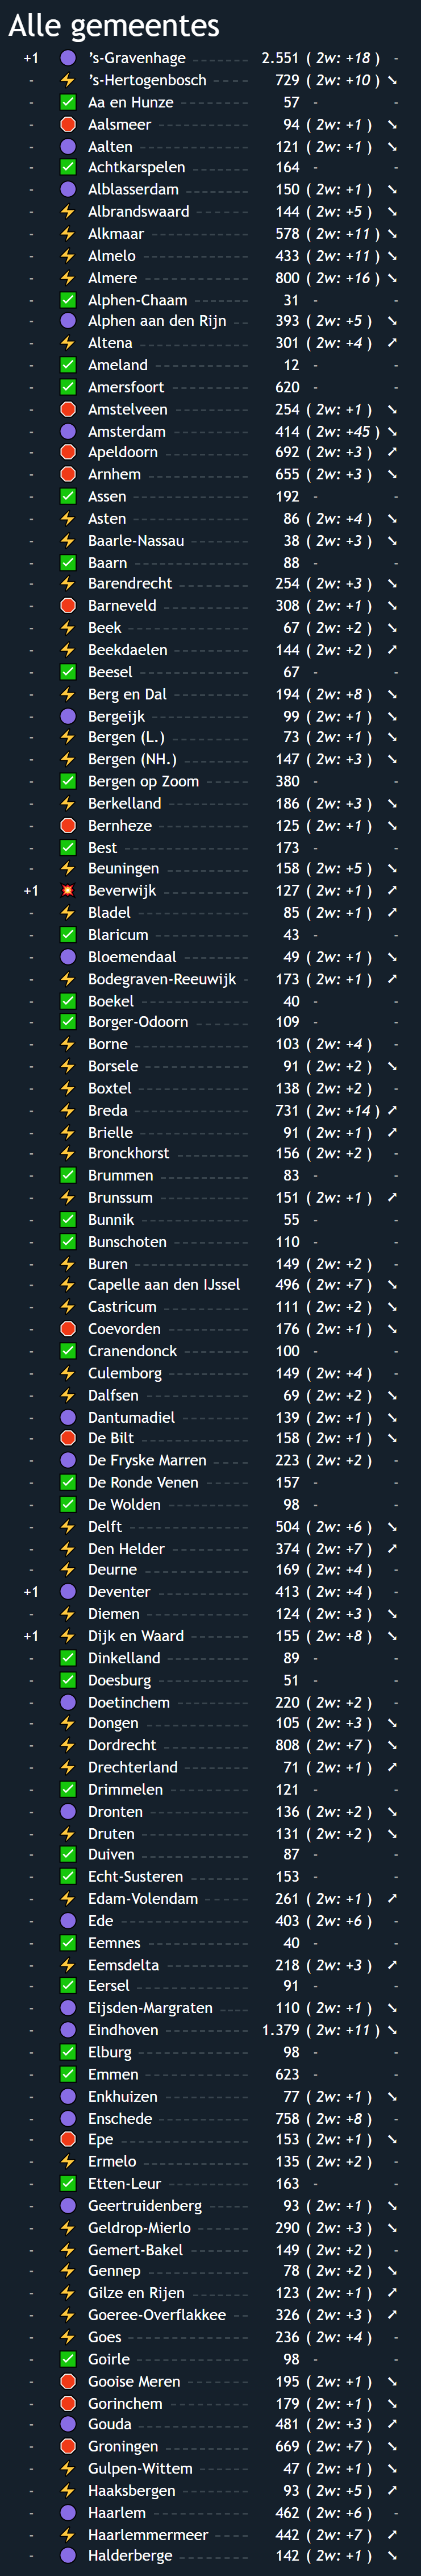 Alle gemeentes
+1 ’s-Gravenhage 2.551 ( 2w: +18 ) -
- ’s-Hertogenbosch 729 ( 2w: +10 ) ↘
- Aa en Hunze 57 - -
- Aalsmeer 94 ( 2w: +1 ) ↘
- Aalten 121 ( 2w: +1 ) ↘
- Achtkarspelen 164 - -
- Alblasserdam 150 ( 2w: +1 ) ↘
- Albrandswaard 144 ( 2w: +5 ) ↘
- Alkmaar 578 ( 2w: +11 ) ↘
- Almelo 433 ( 2w: +11 ) ↘
- Almere 800 ( 2w: +16 ) ↘
- Alphen-Chaam 31 - -
- Alphen aan den Rijn 393 ( 2w: +5 ) ↘
- Altena 301 ( 2w: +4 ) ↗
- Ameland 12 - -
- Amersfoort 620 - -
- Amstelveen 254 ( 2w: +1 ) ↘
- Amsterdam 414 ( 2w: +45 ) ↘
- Apeldoorn 692 ( 2w: +3 ) ↗
- Arnhem 655 ( 2w: +3 ) ↘
- Assen 192 - -
- Asten 86 ( 2w: +4 ) ↘
- Baarle-Nassau 38 ( 2w: +3 ) ↘
- Baarn 88 - -
- Barendrecht 254 ( 2w: +3 ) ↘
- Barneveld 308 ( 2w: +1 ) ↘
- Beek 67 ( 2w: +2 ) ↘
- Beekdaelen 144 ( 2w: +2 ) ↗
- Beesel 67 - -
- Berg en Dal 194 ( 2w: +8 ) ↘
- Bergeijk 99 ( 2w: +1 ) ↘
- Bergen (L.) 73 ( 2w: +1 ) ↘
- Bergen (NH.) 147 ( 2w: +3 ) ↘
- Bergen op Zoom 380 - -
- Berkelland 186 ( 2w: +3 ) ↘
- Bernheze 125 ( 2w: +1 ) ↘
- Best 173 - -
- Beuningen 158 ( 2w: +5 ) ↘
+1 Beverwijk 127 ( 2w: +1 ) ↗
- Bladel 85 ( 2w: +1 ) ↗
- Blaricum 43 - -
- Bloemendaal 49 ( 2w: +1 ) ↘
- Bodegraven-Reeuwijk 173 ( 2w: +1 ) ↗
- Boekel 40 - -
- Borger-Odoorn 109 - -
- Borne 103 ( 2w: +4 ) -
- Borsele 91 ( 2w: +2 ) ↘
- Boxtel 138 ( 2w: +2 ) -
- Breda 731 ( 2w: +14 ) ↗
- Brielle 91 ( 2w: +1 ) ↗
- Bronckhorst 156 ( 2w: +2 ) -
- Brummen 83 - -
- Brunssum 151 ( 2w: +1 ) ↗
- Bunnik 55 - -
- Bunschoten 110 - -
- Buren 149 ( 2w: +2 ) -
- Capelle aan den IJssel 496 ( 2w: +7 ) ↘
- Castricum 111 ( 2w: +2 ) ↘
- Coevorden 176 ( 2w: +1 ) ↘
- Cranendonck 100 - -
- Culemborg 149 ( 2w: +4 ) -
- Dalfsen 69 ( 2w: +2 ) ↘
- Dantumadiel 139 ( 2w: +1 ) ↘
- De Bilt 158 ( 2w: +1 ) ↘
- De Fryske Marren 223 ( 2w: +2 ) -
- De Ronde Venen 157 - -
- De Wolden 98 - -
- Delft 504 ( 2w: +6 ) ↘
- Den Helder 374 ( 2w: +7 ) ↗
- Deurne 169 ( 2w: +4 ) -
+1 Deventer 413 ( 2w: +4 ) -
- Diemen 124 ( 2w: +3 ) ↘
+1 Dijk en Waard 155 ( 2w: +8 ) ↘
- Dinkelland 89 - -
- Doesburg 51 - -
- Doetinchem 220 ( 2w: +2 ) -
- Dongen 105 ( 2w: +3 ) ↘
- Dordrecht 808 ( 2w: +7 ) ↘
- Drechterland 71 ( 2w: +1 ) ↗
- Drimmelen 121 - -
- Dronten 136 ( 2w: +2 ) ↘
- Druten 131 ( 2w: +2 ) ↘
- Duiven 87 - -
- Echt-Susteren 153 - -
- Edam-Volendam 261 ( 2w: +1 ) ↗
- Ede 403 ( 2w: +6 ) -
- Eemnes 40 - -
- Eemsdelta 218 ( 2w: +3 ) ↗
- Eersel 91 - -
- Eijsden-Margraten 110 ( 2w: +1 ) ↘
- Eindhoven 1.379 ( 2w: +11 ) ↘
- Elburg 98 - -
- Emmen 623 - -
- Enkhuizen 77 ( 2w: +1 ) ↘
- Enschede 758 ( 2w: +8 ) -
- Epe 153 ( 2w: +1 ) ↘
- Ermelo 135 ( 2w: +2 ) -
- Etten-Leur 163 - -
- Geertruidenberg 93 ( 2w: +1 ) ↘
- Geldrop-Mierlo 290 ( 2w: +3 ) ↘
- Gemert-Bakel 149 ( 2w: +2 ) -
- Gennep 78 ( 2w: +2 ) ↘
- Gilze en Rijen 123 ( 2w: +1 ) ↗
- Goeree-Overflakkee 326 ( 2w: +3 ) ↗
- Goes 236 ( 2w: +4 ) -
- Goirle 98 - -
- Gooise Meren 195 ( 2w: +1 ) ↘
- Gorinchem 179 ( 2w: +1 ) ↘
- Gouda 481 ( 2w: +3 ) ↗
- Groningen 669 ( 2w: +7 ) ↘
- Gulpen-Wittem 47 ( 2w: +1 ) ↘
- Haaksbergen 93 ( 2w: +5 ) ↗
- Haarlem 462 ( 2w: +6 ) -
- Haarlemmermeer 442 ( 2w: +7 ) ↗
- Halderberge 142 ( 2w: +1 ) ↘